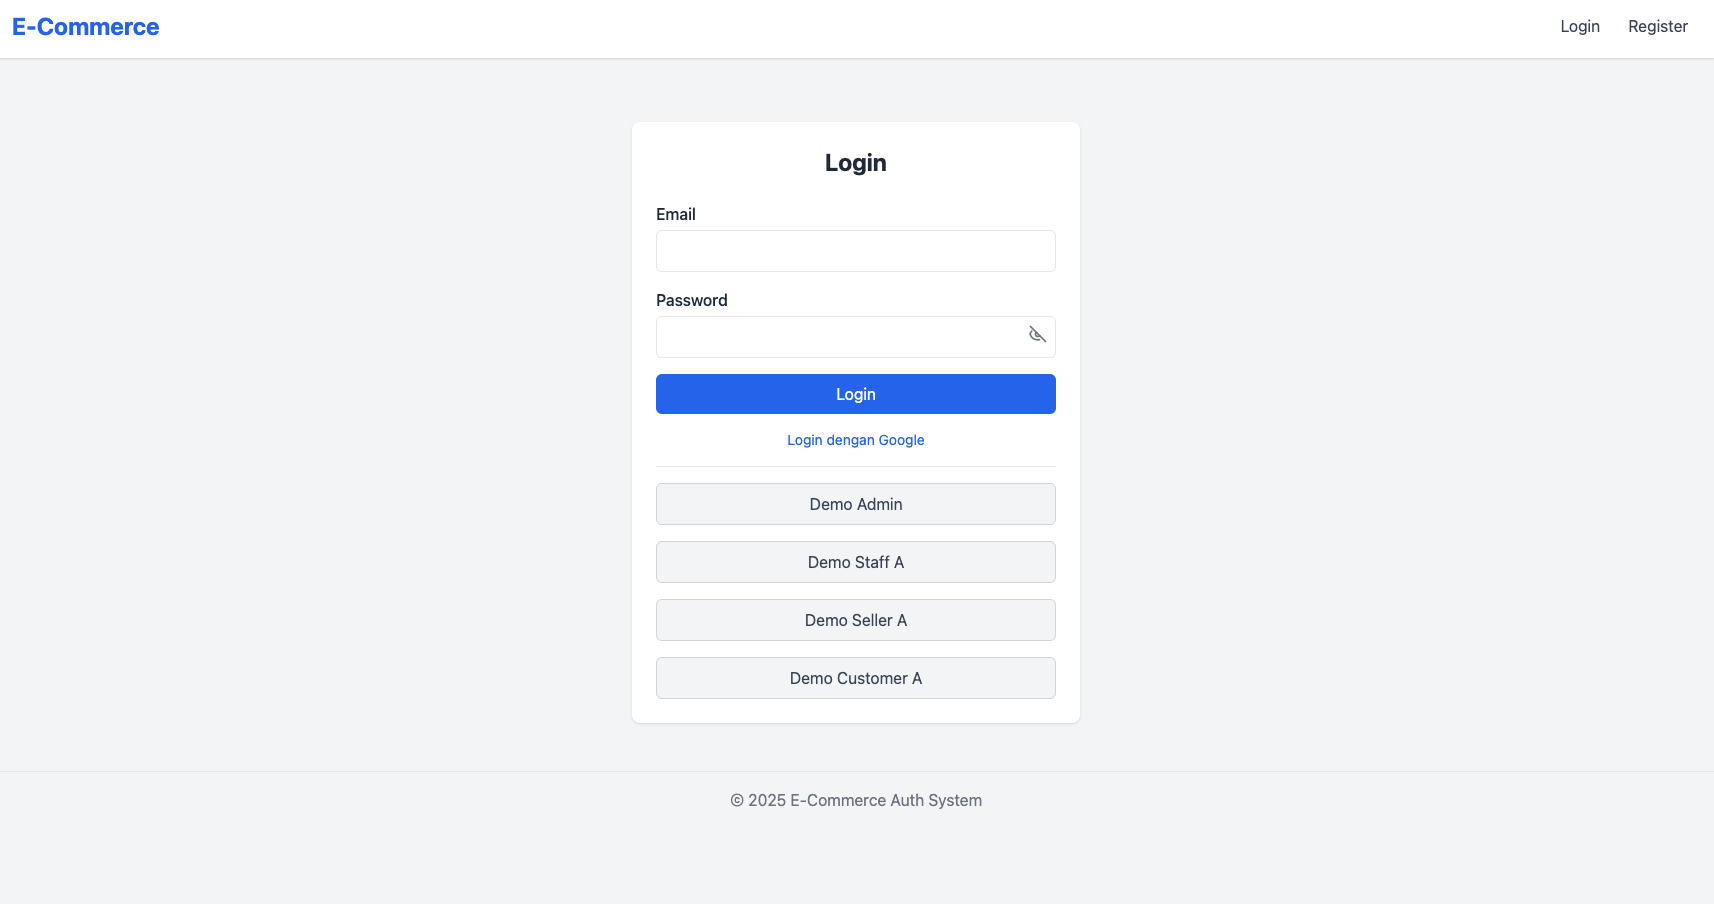 E-Commerce
Login
Register
Login
Email
Password
Login
Login dengan Google
Demo Admin
Demo Staff A
Demo Seller A
Demo Customer A
© 2025 E-Commerce Auth System